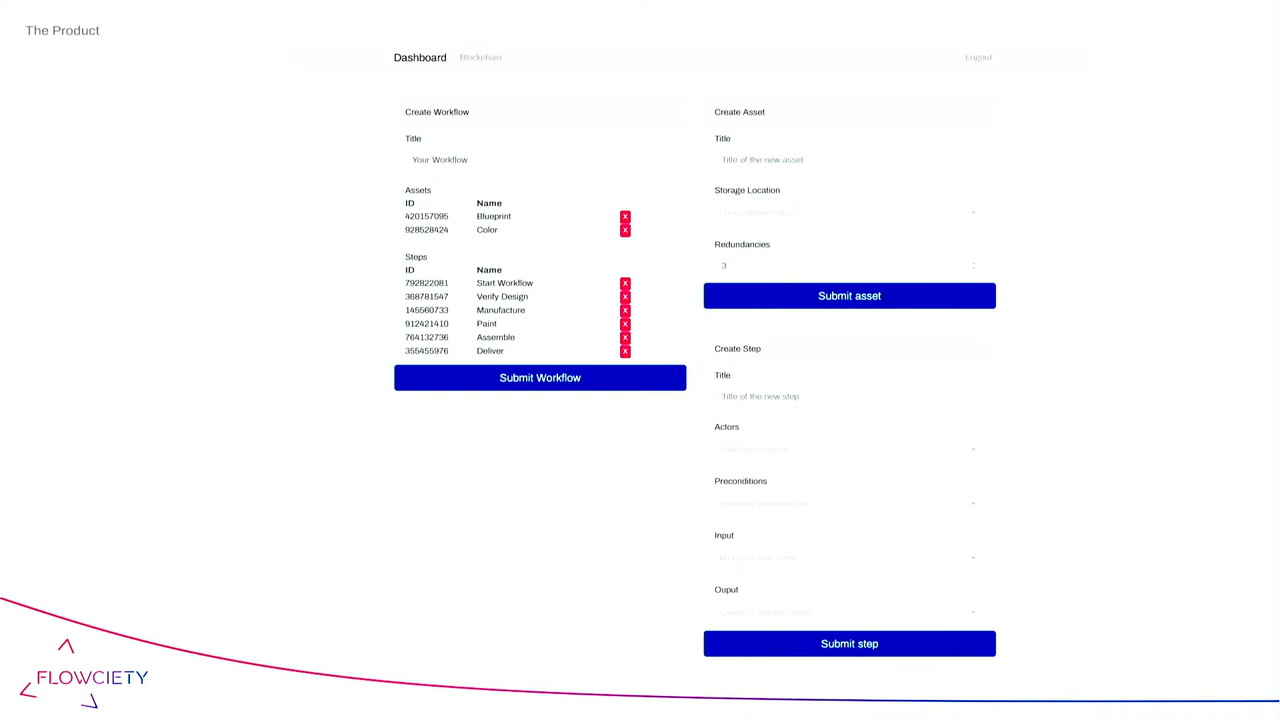 The Product
Dashboard Blockchain Logout
Create Workflow
Title
Your Workflow
Assets
ID Name
420157095 Blueprint X
928528424 Color X
Steps
ID Name
792822081 Start Workflow X
368781547 Verify Design X
145560733 Manufacture X
912421410 Paint X
764132736 Assemble X
355455976 Deliver X
Submit Workflow
Create Asset
Title
Title of the new asset
Storage Location
Redundancies
3
Submit asset
Create Step
Title
Title of the new step
Actors
Preconditions
Input
Ouput
Submit step
FLOWCIETY